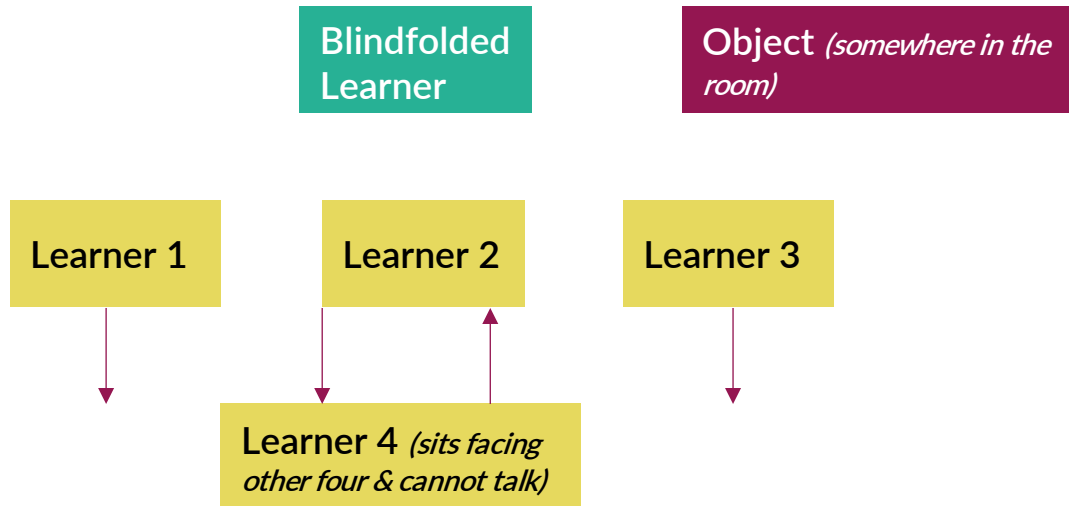 Blindfolded
Learner
Object (somewhere in the
room)
Learner 1
Learner 2
Learner 3
Learner 4 (sits facing
other four & cannot talk)